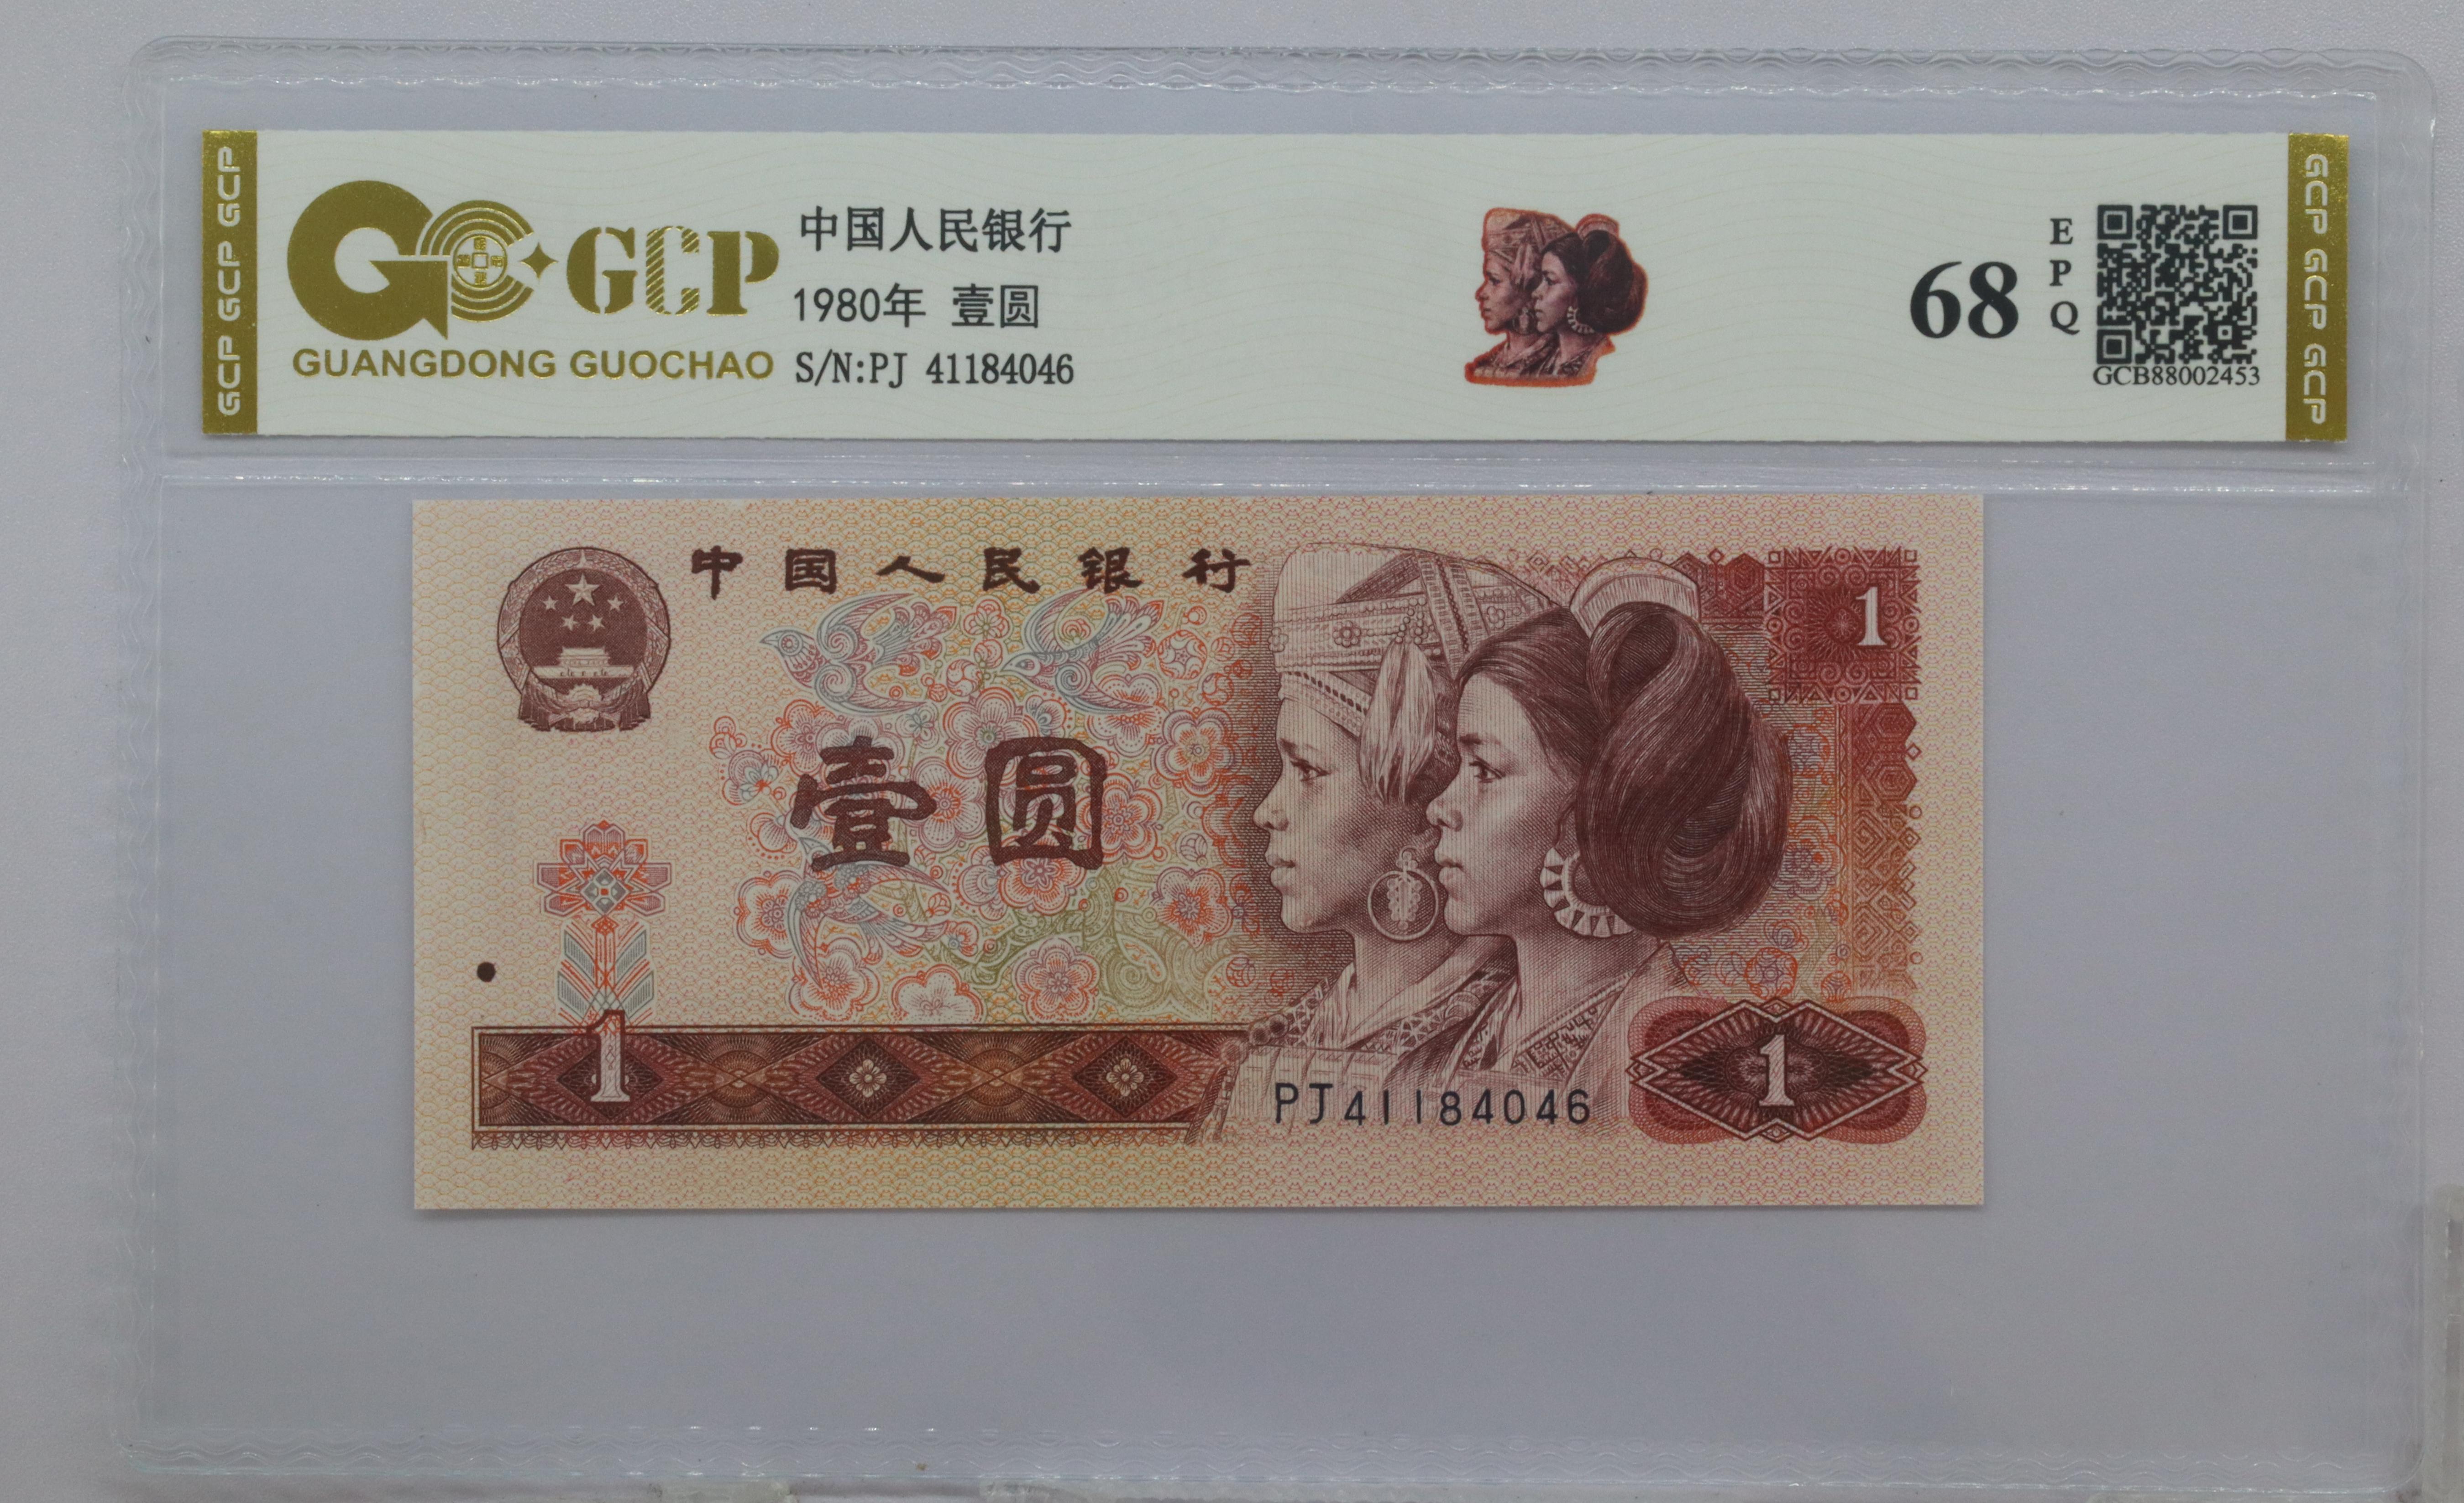 GCP GCP GCP
GCP
GUANGDONG GUOCHAO
中国人民银行
1980年 壹圆
S/N:PJ 41184046
68
E
P
Q
GCB88002453
GCP GCP GCP
中国人民银行
1
壹圆
1
PJ41184046
1